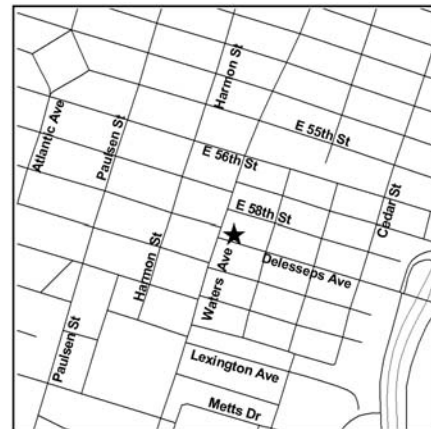 Harmon St
E 55th St
Atlantic Ave
Paulsen St
E 56th St
E 58th St
Cedar St
Harmon St
Waters Ave
Delesseps Ave
Paulsen St
Lexington Ave
Metts Dr